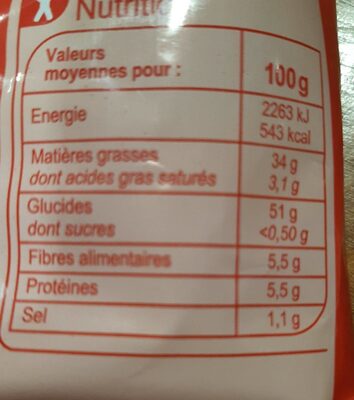 Valeurs
moyennes pour : 100g
Energie 2263 kJ
543 kcal
Matières grasses 34 g
dont acides gras saturés 3,1 g
Glucides 51 g
dont sucres <0,50 g
Fibres alimentaires 5,5 g
Protéines 5,5 g
Sel 1,1 g